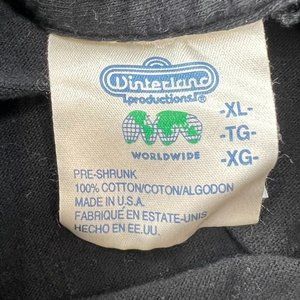 Winterland
productions®
WORLDWIDE
-XL-
-TG-
-XG-
PRE-SHRUNK
100% COTTON/COTON/ALGODON
MADE IN U.S.A.
FABRIQUÉ EN ESTATE-UNIS
HECHO EN EE.UU.